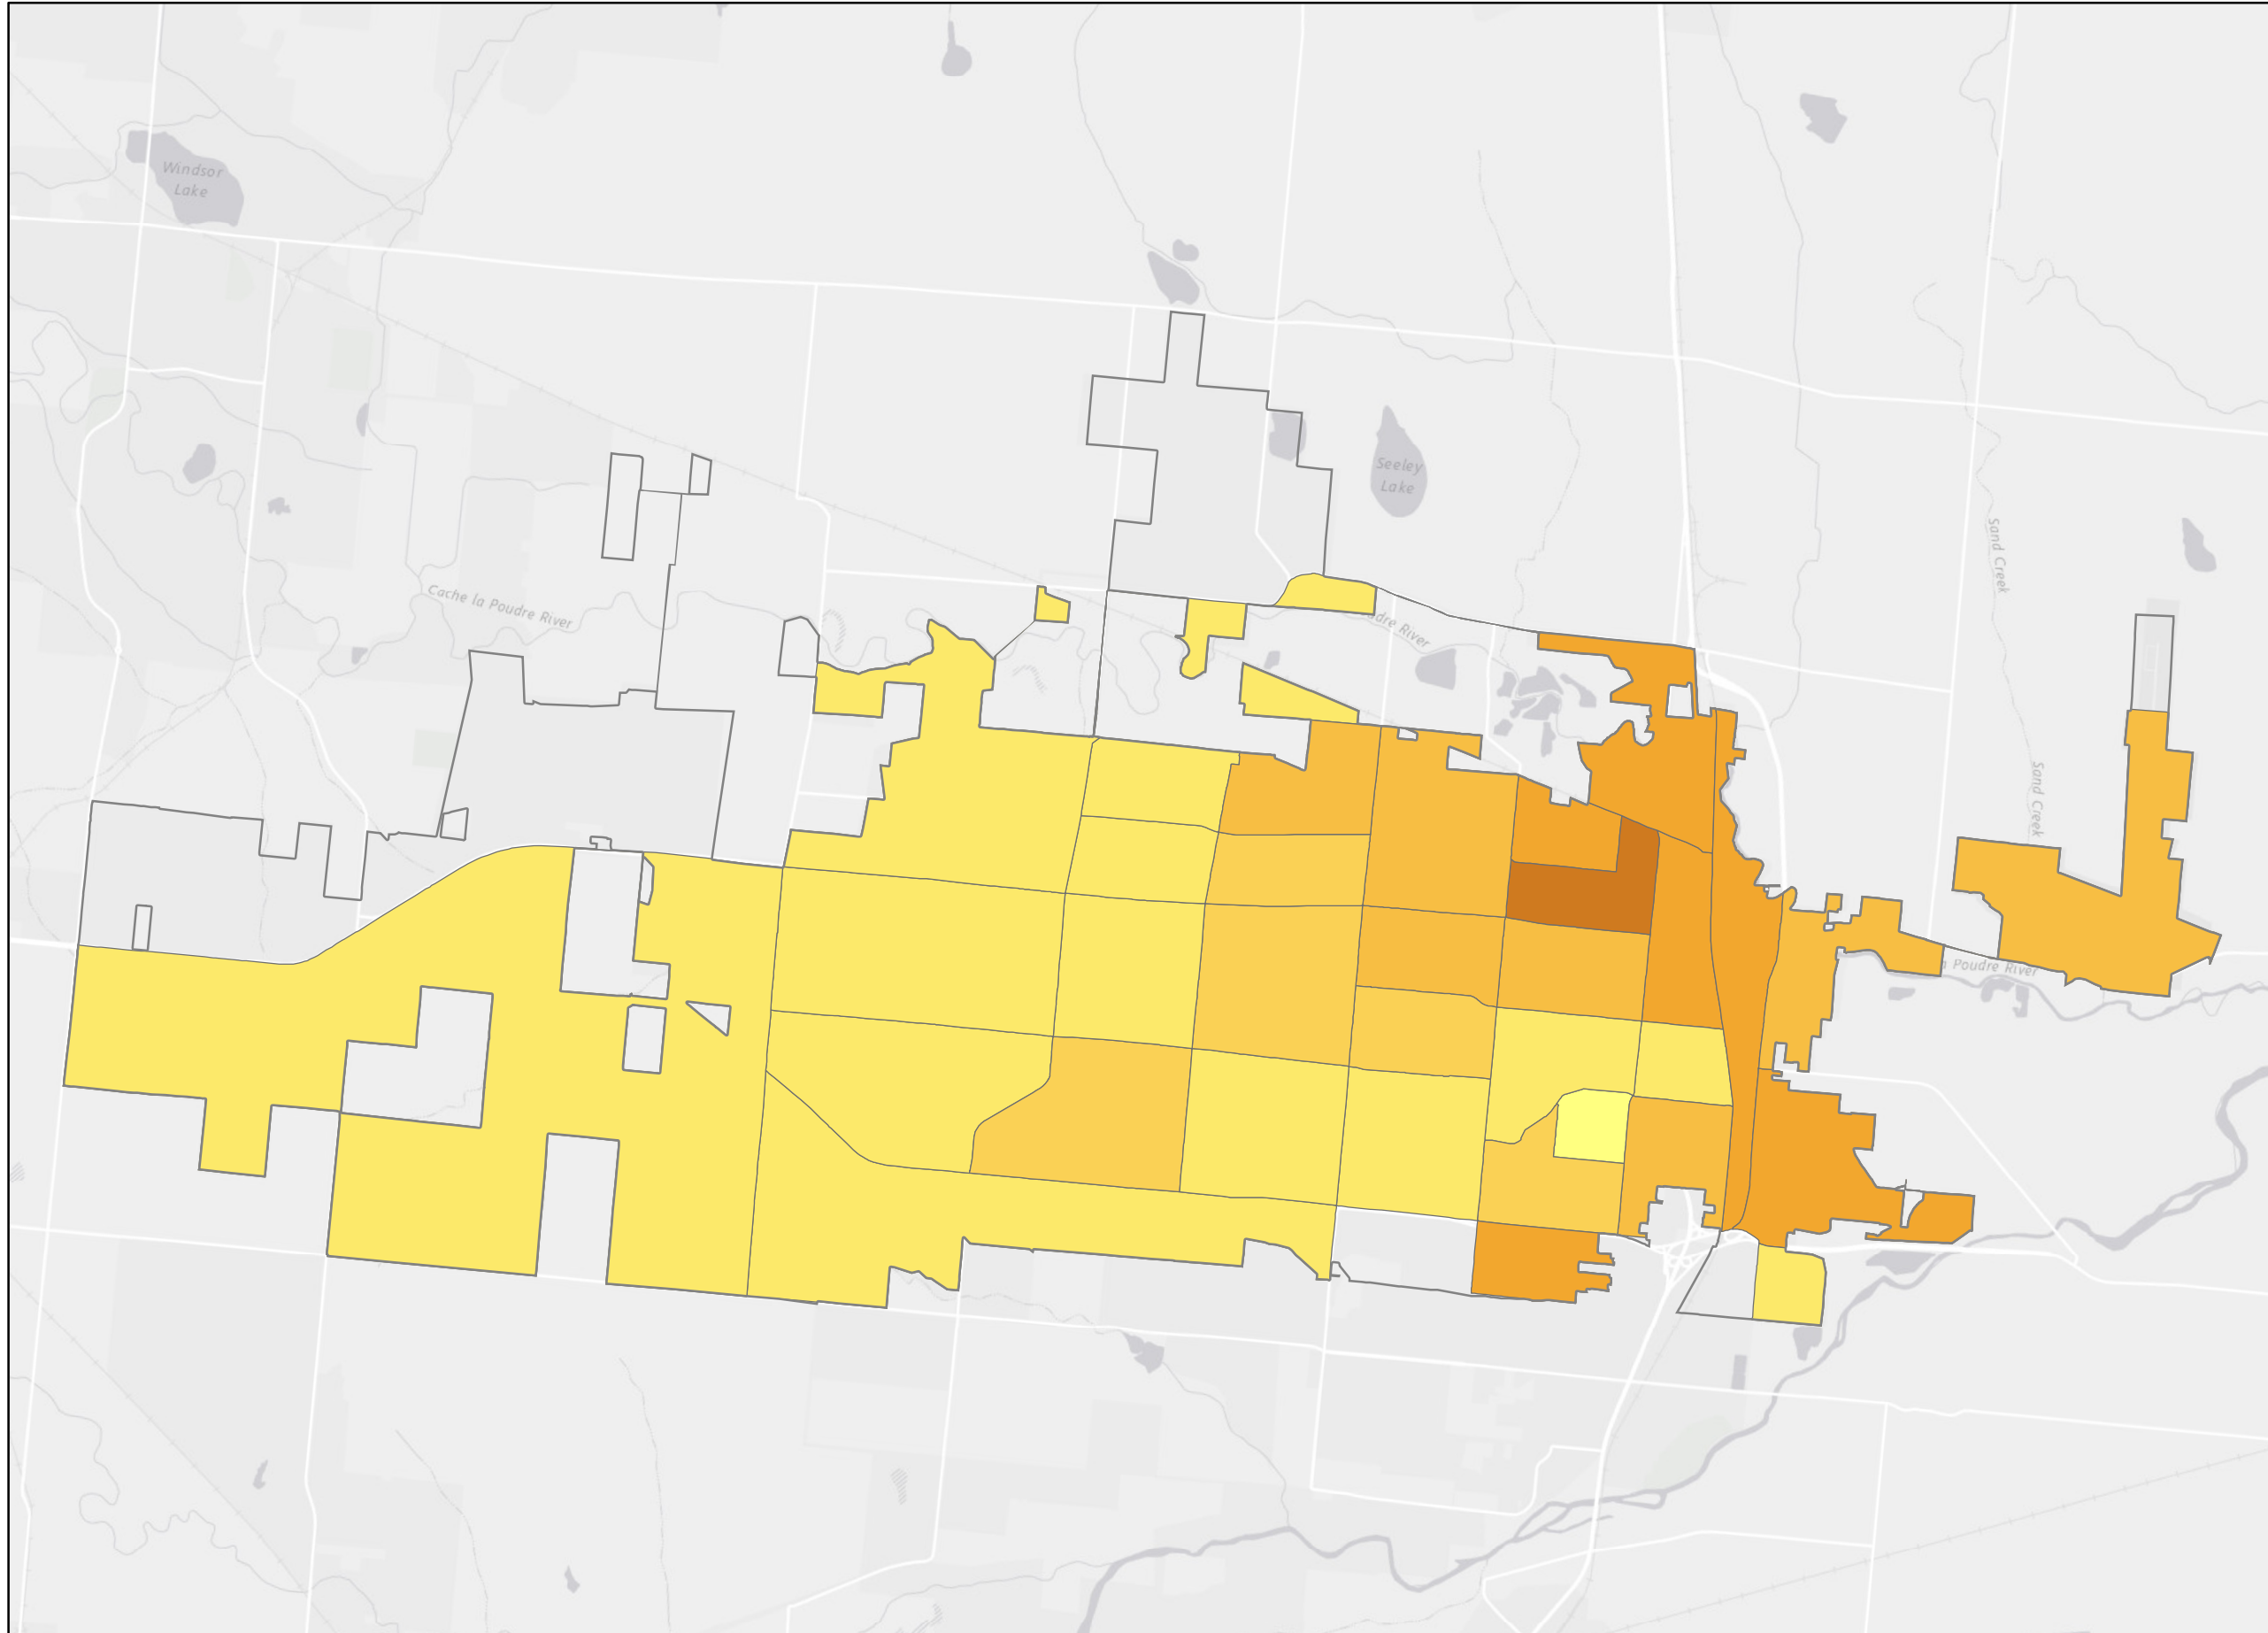 Windsor
Lake
Seeley
Lake
Sand Creek
Cache la Poudre River
dre River
Sand Creek
Poudre River